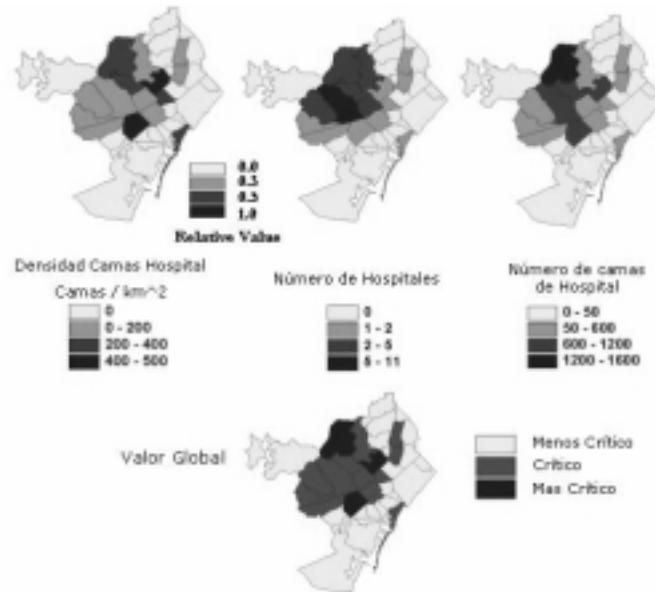 0.0
0.3
0.5
1.0
Relative Value
Densidad Camas Hospital
Camas / km^2
0
0 - 200
200 - 400
400 - 500
Número de Hospitales
0
1 - 2
2 - 5
5 - 11
Número de camas
de Hospital
0 - 50
50 - 600
600 - 1200
1200 - 1600
Valor Global
Menos Crítico
Crítico
Mas Crítico